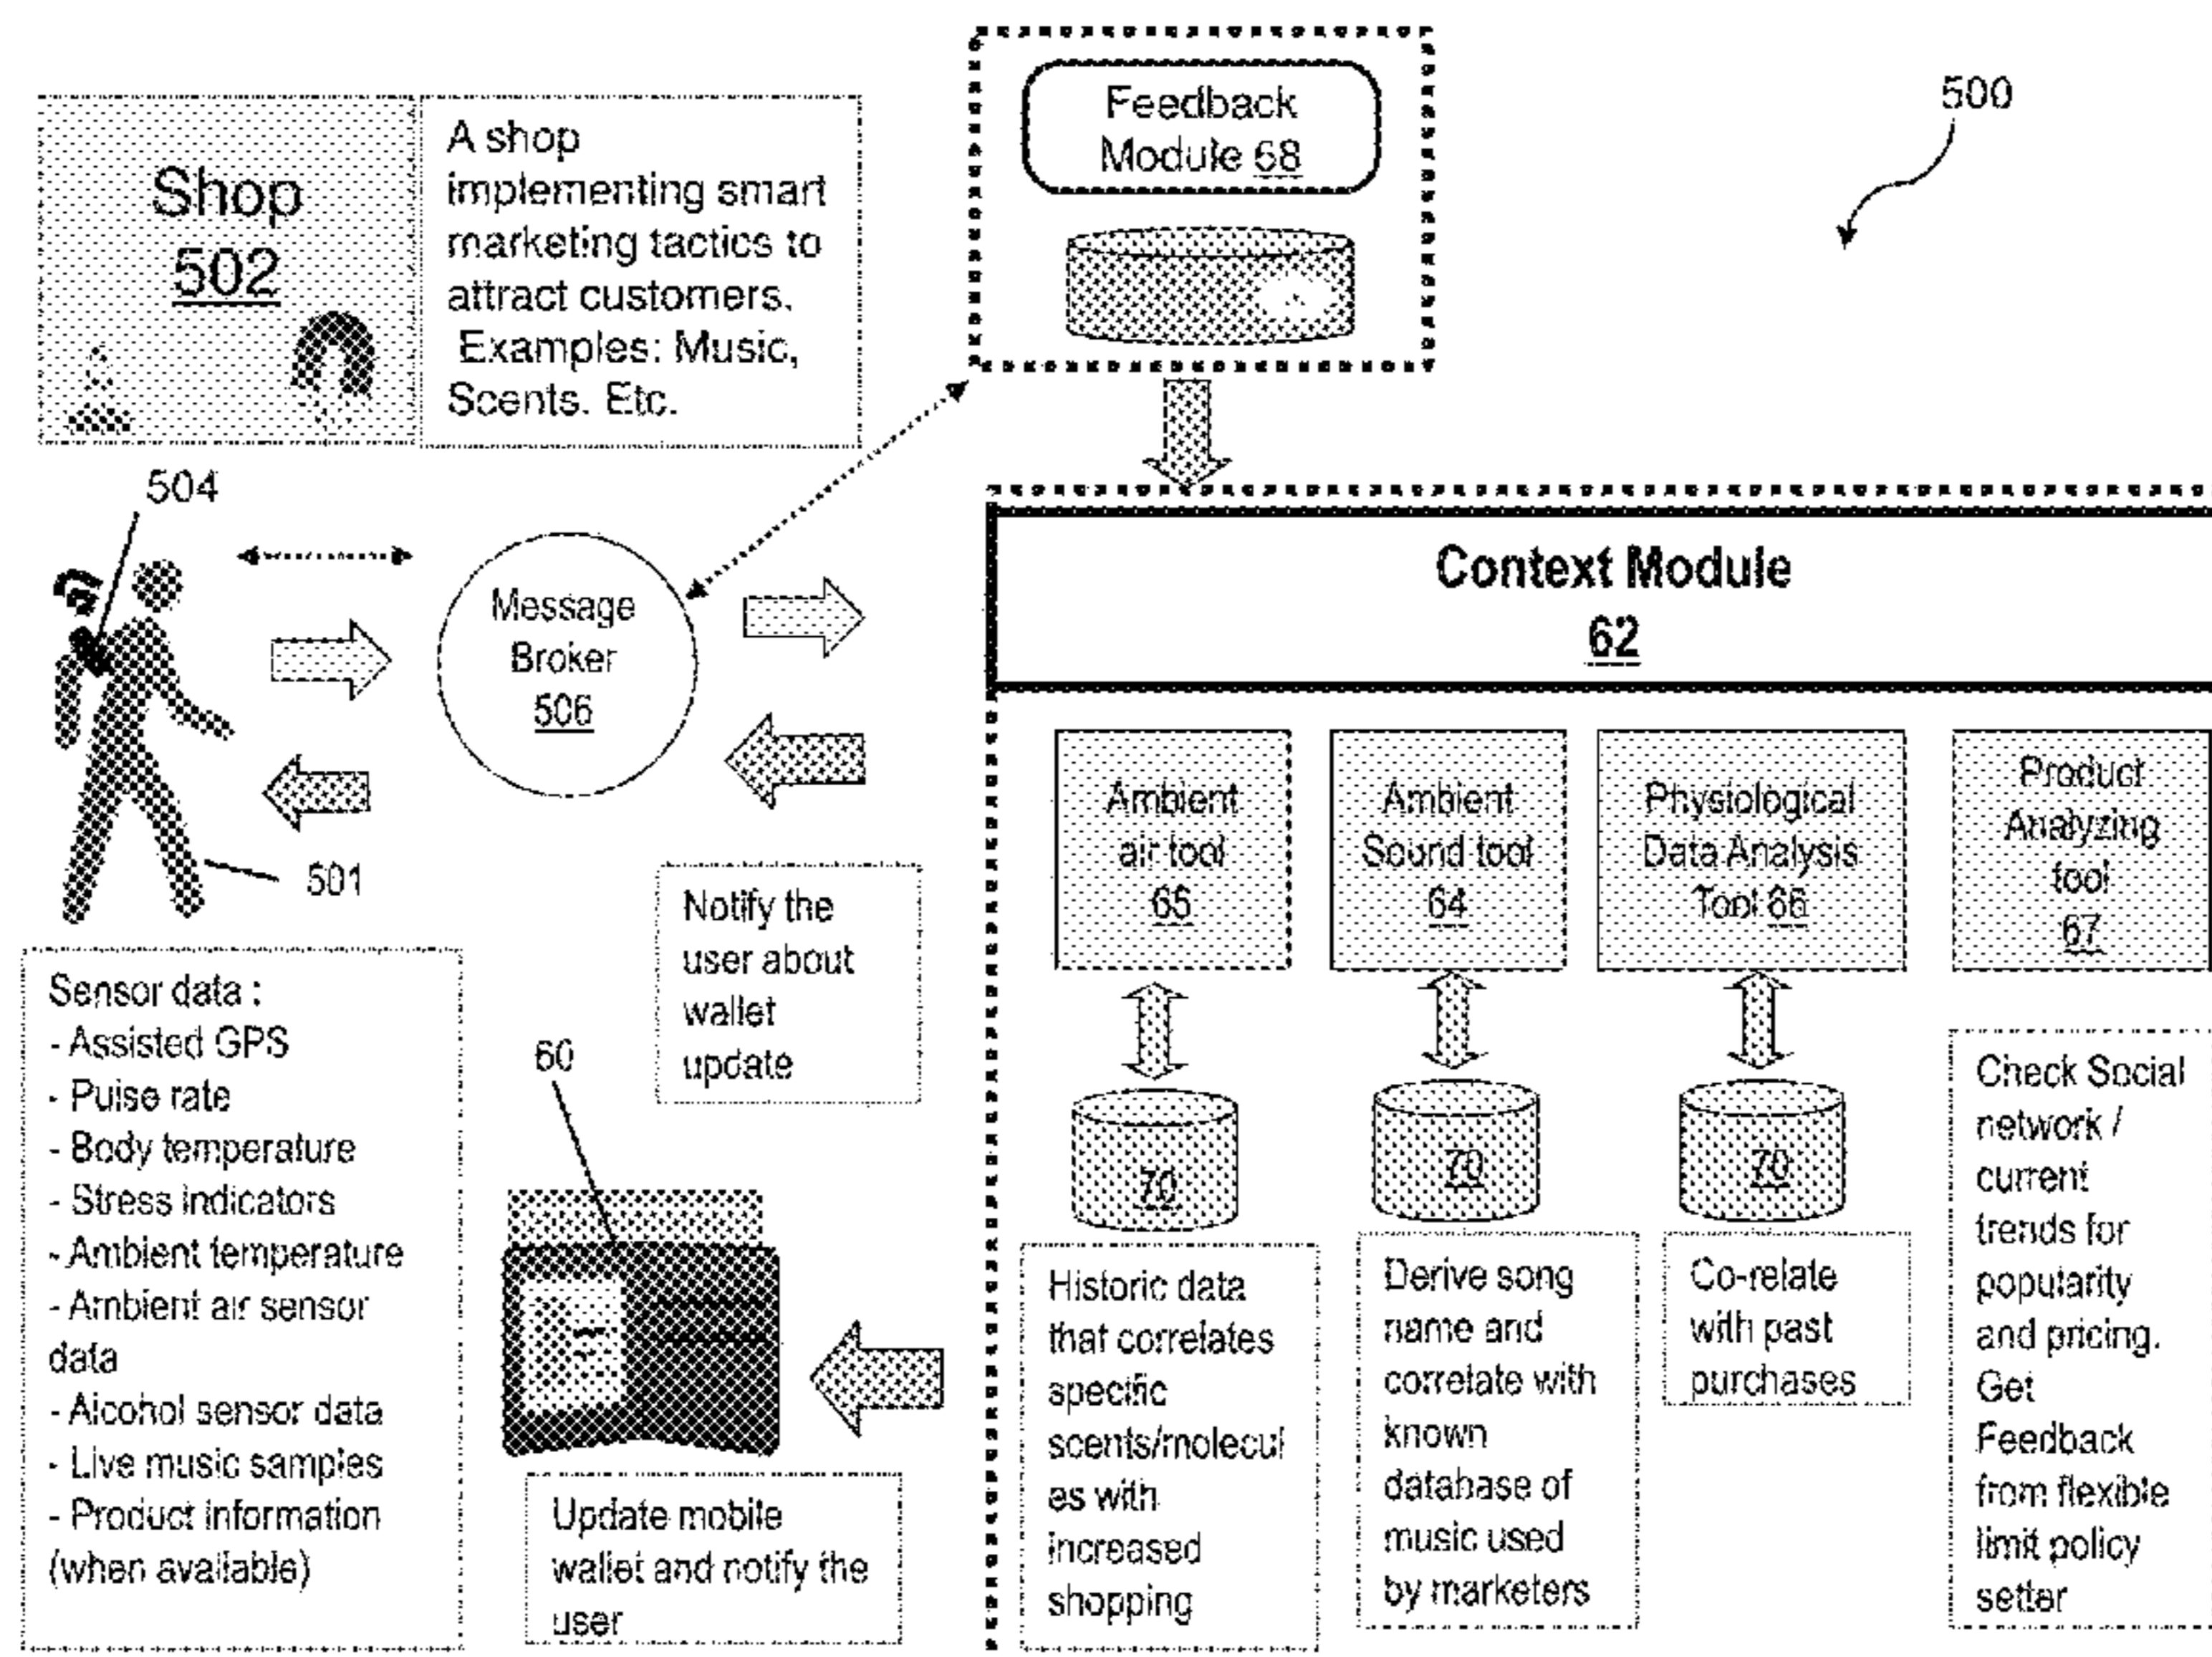 500
Shop
502
A shop
implementing smart
marketing tactics to
attract customers.
Examples: Music,
Scents. Etc.
Feedback
Module 68
504
Message
Broker
506
501
Context Module
62
Ambient
air tool
65
Ambient
Sound tool
64
Physiological
Data Analysis
Tool 66
Product
Analyzing
tool
67
Notify the
user about
wallet
update
Sensor data :
- Assisted GPS
- Pulse rate
- Body temperature
- Stress indicators
- Ambient temperature
- Ambient air sensor
data
- Alcohol sensor data
- Live music samples
- Product information
(when available)
60
Update mobile
wallet and notify the
user
70
70
70
Historic data
that correlates
specific
scents/molecul
es with
increased
shopping
Derive song
name and
correlate with
known
database of
music used
by marketers
Co-relate
with past
purchases
Check Social
network /
current
trends for
popularity
and pricing.
Get
Feedback
from flexible
limit policy
setter